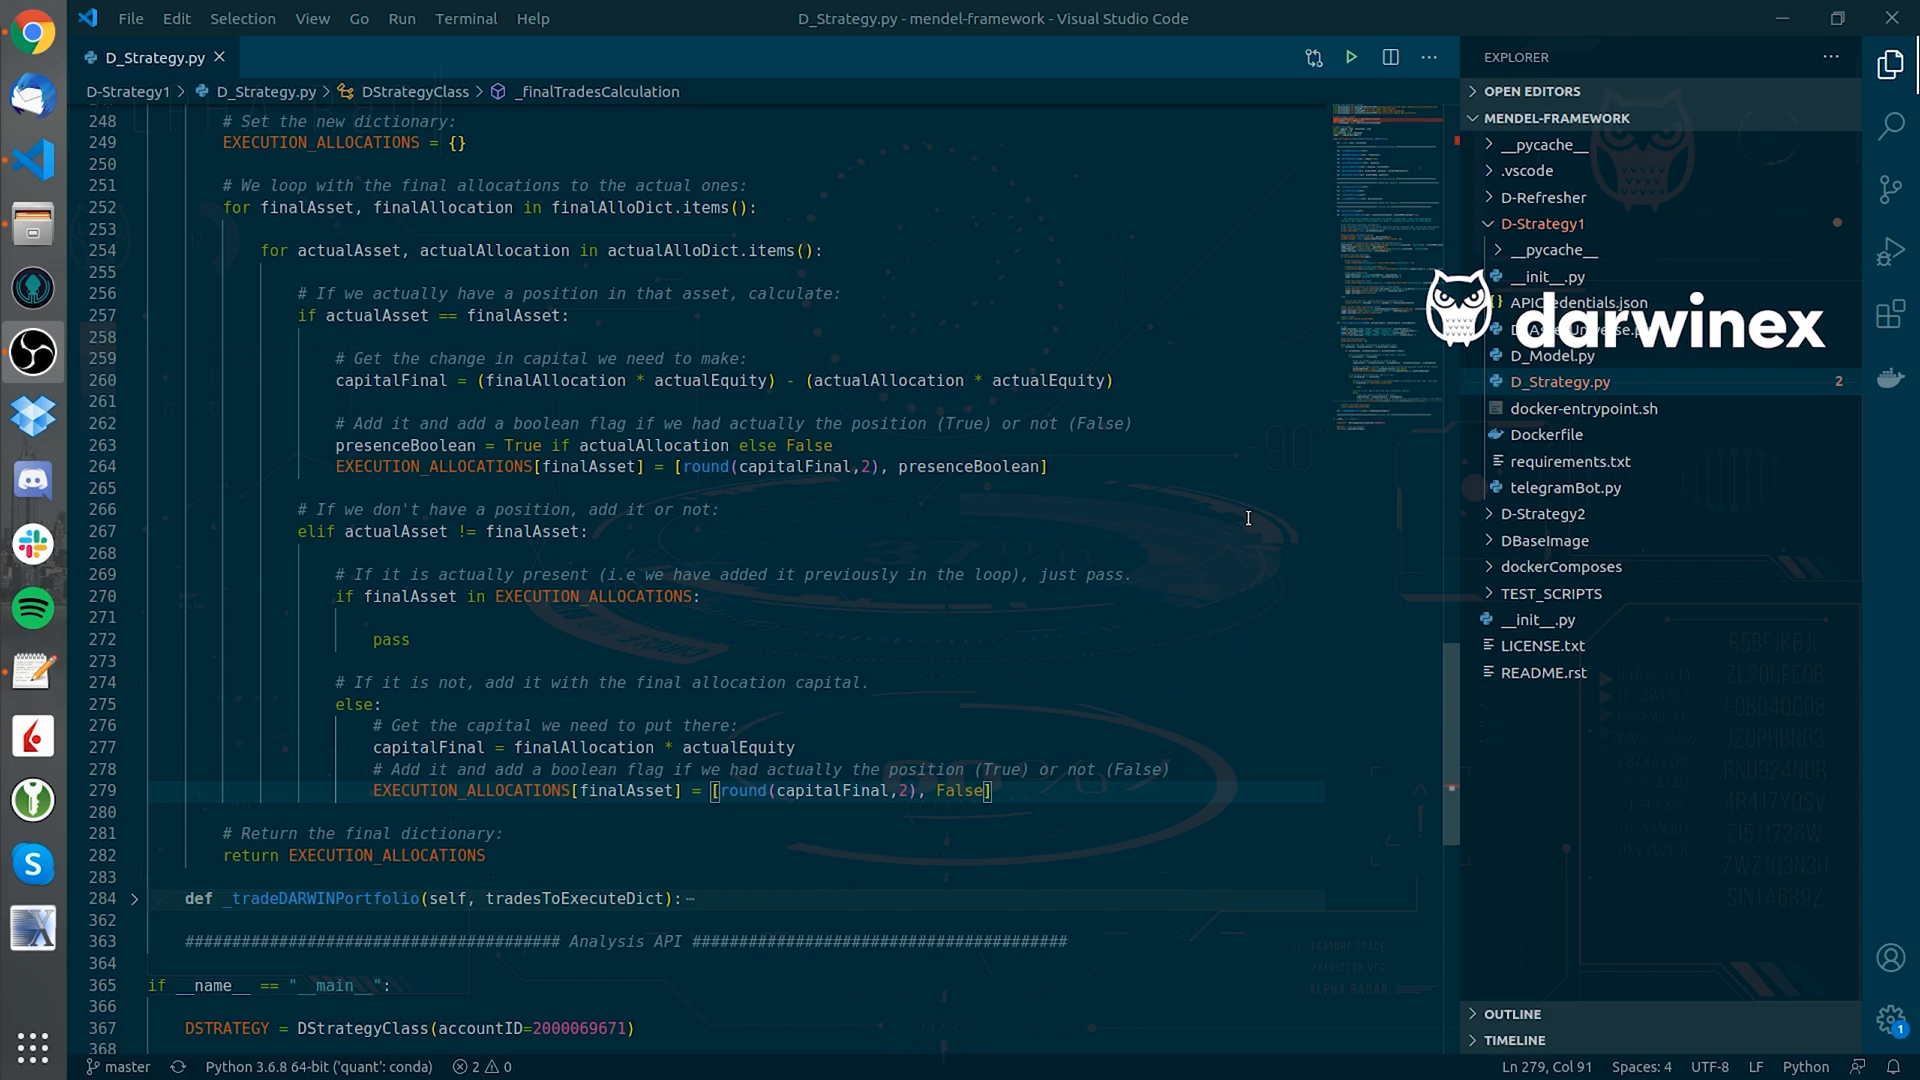 File Edit Selection View Go Run Terminal Help
D_Strategy.py - mendel-framework - Visual Studio Code
D_Strategy.py
D-Strategy1 > D_Strategy.py > DStrategyClass > _finalTradesCalculation
248 # Set the new dictionary:
249 EXECUTION_ALLOCATIONS = {}
250
251 # We loop with the final allocations to the actual ones:
252 for finalAsset, finalAllocation in finalAlloDict.items():
253
254 for actualAsset, actualAllocation in actualAlloDict.items():
255
256 # If we actually have a position in that asset, calculate:
257 if actualAsset == finalAsset:
258
259 # Get the change in capital we need to make:
260 capitalFinal = (finalAllocation * actualEquity) - (actualAllocation * actualEquity)
261
262 # Add it and add a boolean flag if we had actually the position (True) or not (False)
263 presenceBoolean = True if actualAllocation else False
264 EXECUTION_ALLOCATIONS[finalAsset] = [round(capitalFinal,2), presenceBoolean]
265
266 # If we don't have a position, add it or not:
267 elif actualAsset != finalAsset:
268
269 # If it is actually present (i.e we have added it previously in the loop), just pass.
270 if finalAsset in EXECUTION_ALLOCATIONS:
271
272 pass
273
274 # If it is not, add it with the final allocation capital.
275 else:
276 # Get the capital we need to put there:
277 capitalFinal = finalAllocation * actualEquity
278 # Add it and add a boolean flag if we had actually the position (True) or not (False)
279 EXECUTION_ALLOCATIONS[finalAsset] = [round(capitalFinal,2), False]
280
281 # Return the final dictionary:
282 return EXECUTION_ALLOCATIONS
283
284 def _tradeDARWINPortfolio(self, tradesToExecuteDict):
362
363 ######################################## Analysis API ########################################
364
365 if __name__ == "__main__":
366
367 DSTRATEGY = DStrategyClass(accountID=2000069671)
368
EXPLORER
OPEN EDITORS
MENDEL-FRAMEWORK
__pycache__
.vscode
D-Refresher
D-Strategy1
__pycache__
__init__.py
darwinex
D_Model.py
D_Strategy.py 2
docker-entrypoint.sh
Dockerfile
requirements.txt
telegramBot.py
D-Strategy2
DBaseImage
dockerComposes
TEST_SCRIPTS
__init__.py
LICENSE.txt
README.rst
OUTLINE
TIMELINE
1
master Python 3.6.8 64-bit ('quant': conda) 2 0
Ln 279, Col 91 Spaces: 4 UTF-8 LF Python